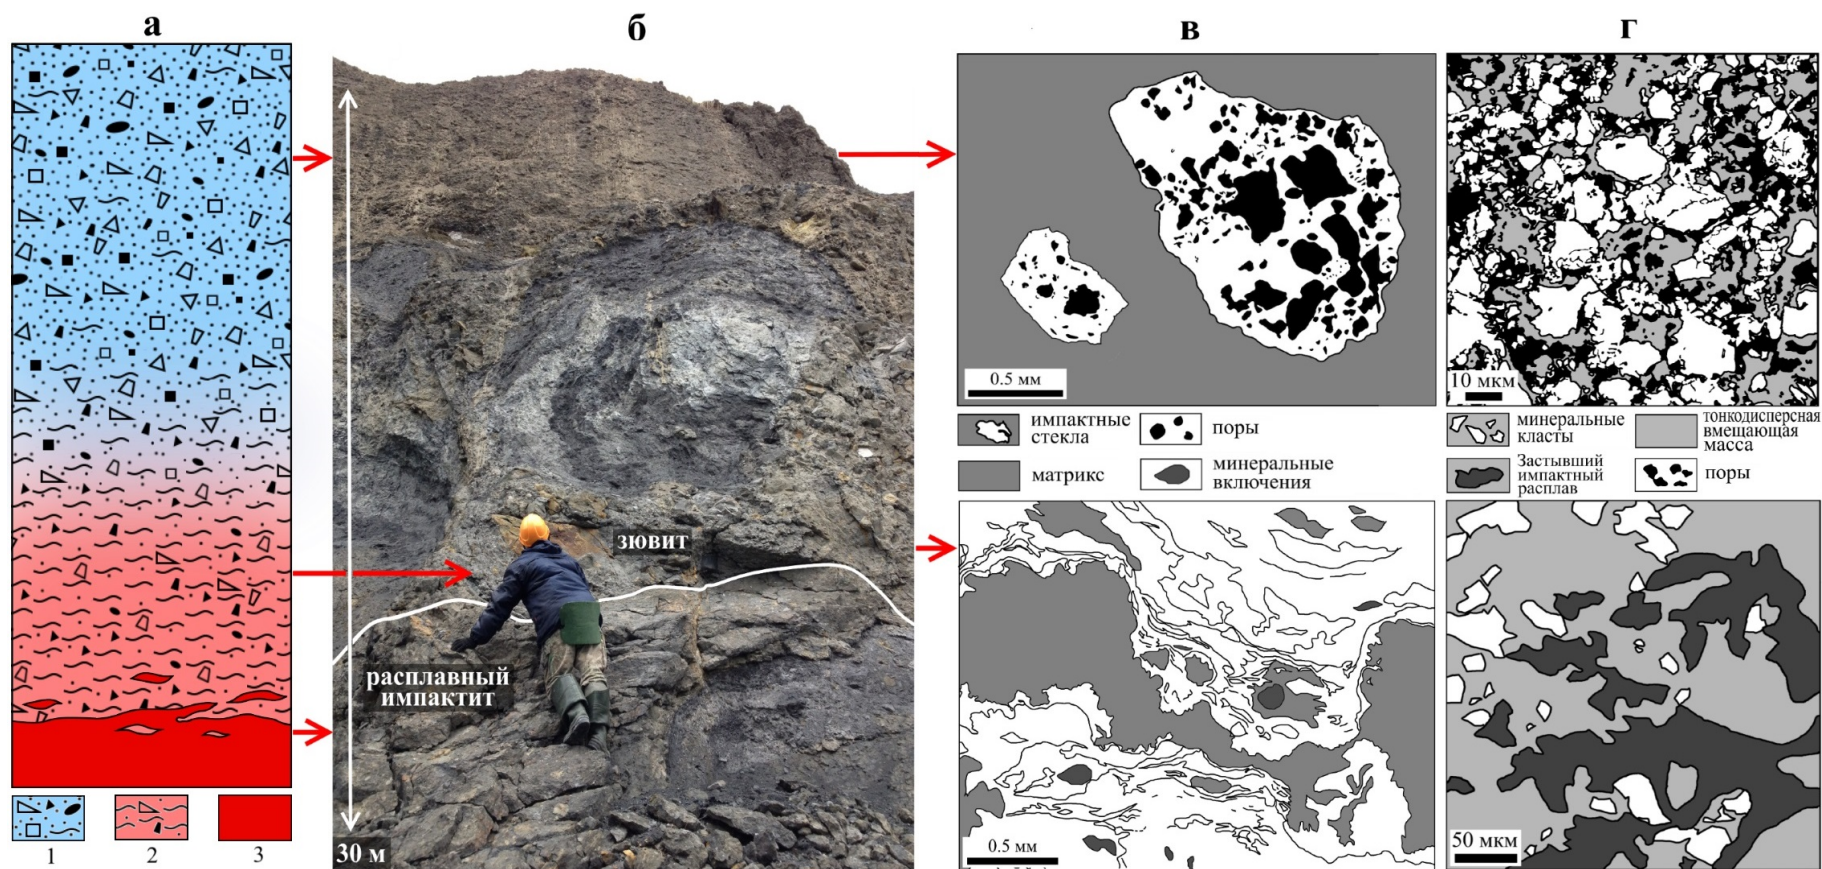 а
б
в
г
0.5 мм
10 мкм
импактные
стекла
поры
матрикс
минеральные
включения
минеральные
класты
тонкодисперсная
вмещающая
масса
Застывший
импактный
расплав
поры
зювит
расплавный
импактит
30 м
0.5 мм
50 мкм
1
2
3